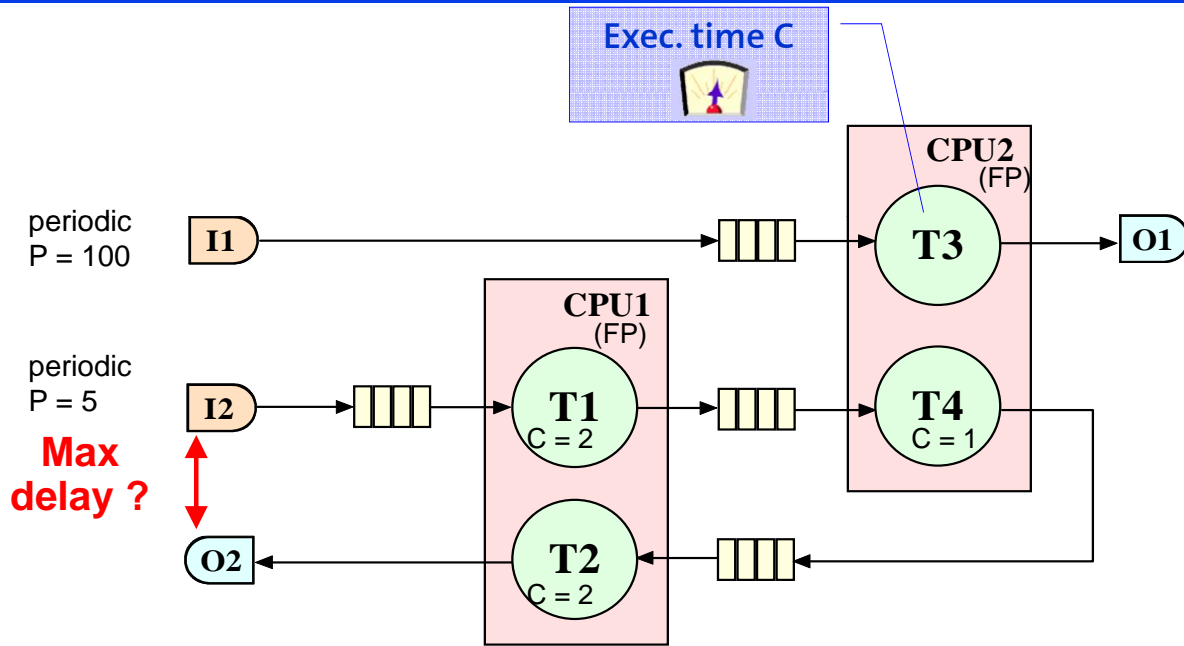 Exec. time C
CPU2
(FP)
periodic
P = 100
I1
T3
O1
CPU1
(FP)
periodic
P = 5
I2
T1
C = 2
T4
C = 1
Max
delay ?
O2
T2
C = 2